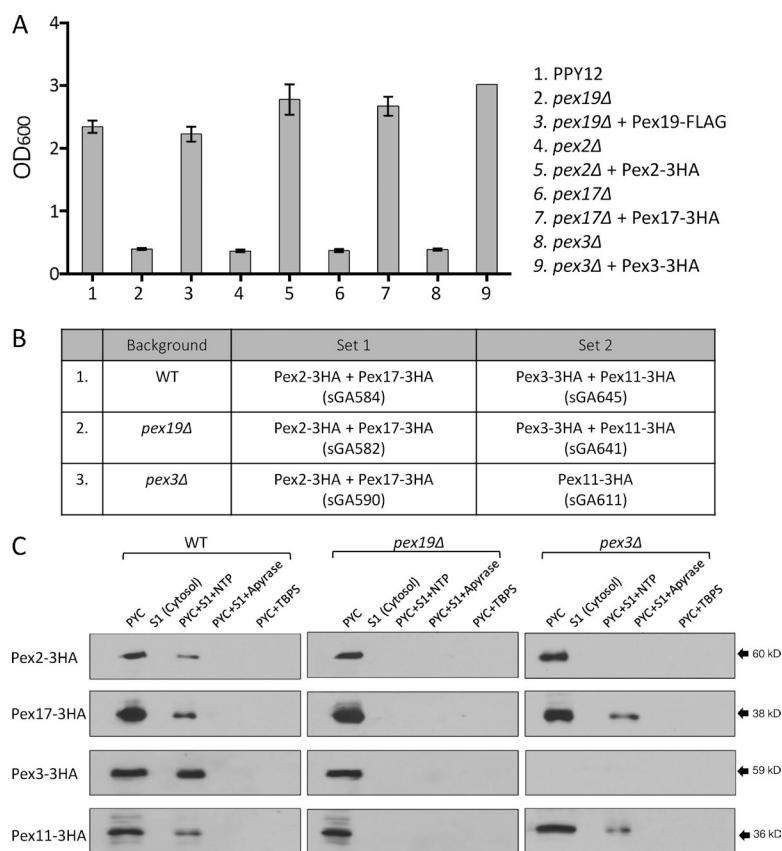 A
OD600
4
3
2
1
0
1 2 3 4 5 6 7 8 9
1. PPY12
2. pex19Δ
3. pex19Δ + Pex19-FLAG
4. pex2Δ
5. pex2Δ + Pex2-3HA
6. pex17Δ
7. pex17Δ + Pex17-3HA
8. pex3Δ
9. pex3Δ + Pex3-3HA
B
Background Set 1 Set 2
1. WT Pex2-3HA + Pex17-3HA (sGA584) Pex3-3HA + Pex11-3HA (sGA645)
2. pex19Δ Pex2-3HA + Pex17-3HA (sGA582) Pex3-3HA + Pex11-3HA (sGA641)
3. pex3Δ Pex2-3HA + Pex17-3HA (sGA590) Pex11-3HA (sGA611)
C
WT pex19Δ pex3Δ
PYC S1 (Cytosol) PYC+S1+NTP PYC+S1+Apyrase PYC+TBPS
PYC S1 (Cytosol) PYC+S1+NTP PYC+S1+Apyrase PYC+TBPS
PYC S1 (Cytosol) PYC+S1+NTP PYC+S1+Apyrase PYC+TBPS
Pex2-3HA 60 kD
Pex17-3HA 38 kD
Pex3-3HA 59 kD
Pex11-3HA 36 kD